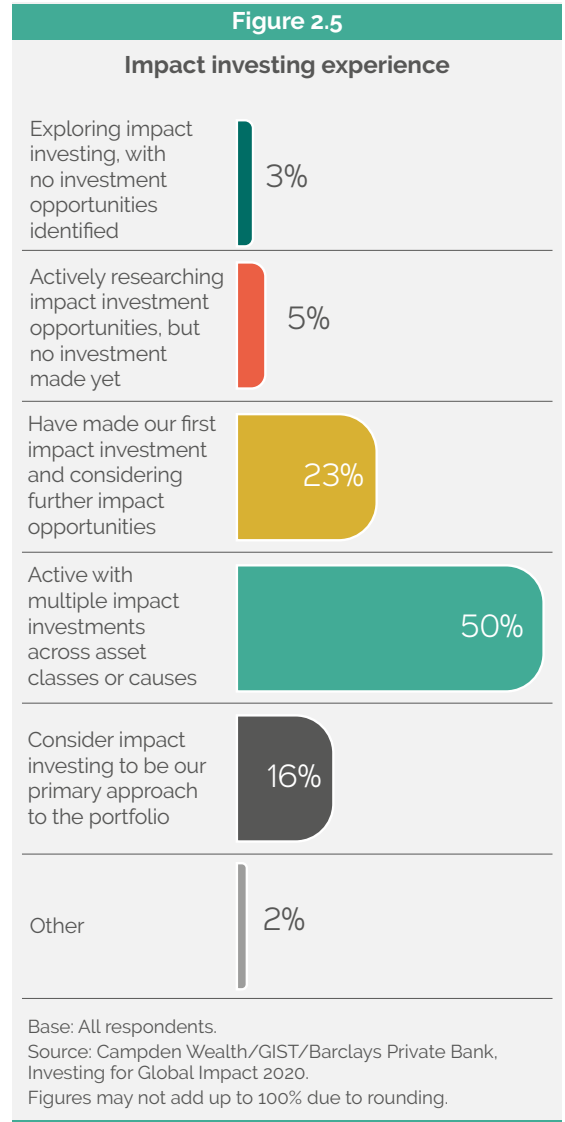 Figure 2.5
Impact investing experience
Exploring impact
investing, with
no investment
opportunities
identified
3%
Actively researching
impact investment
opportunities, but
no investment
made yet
5%
Have made our first
impact investment
and considering
further impact
opportunities
23%
Active with
multiple impact
investments
across asset
classes or causes
50%
Consider impact
investing to be our
primary approach
to the portfolio
16%
Other
2%
Base: All respondents.
Source: Campden Wealth/GIST/Barclays Private Bank,
Investing for Global Impact 2020.
Figures may not add up to 100% due to rounding.